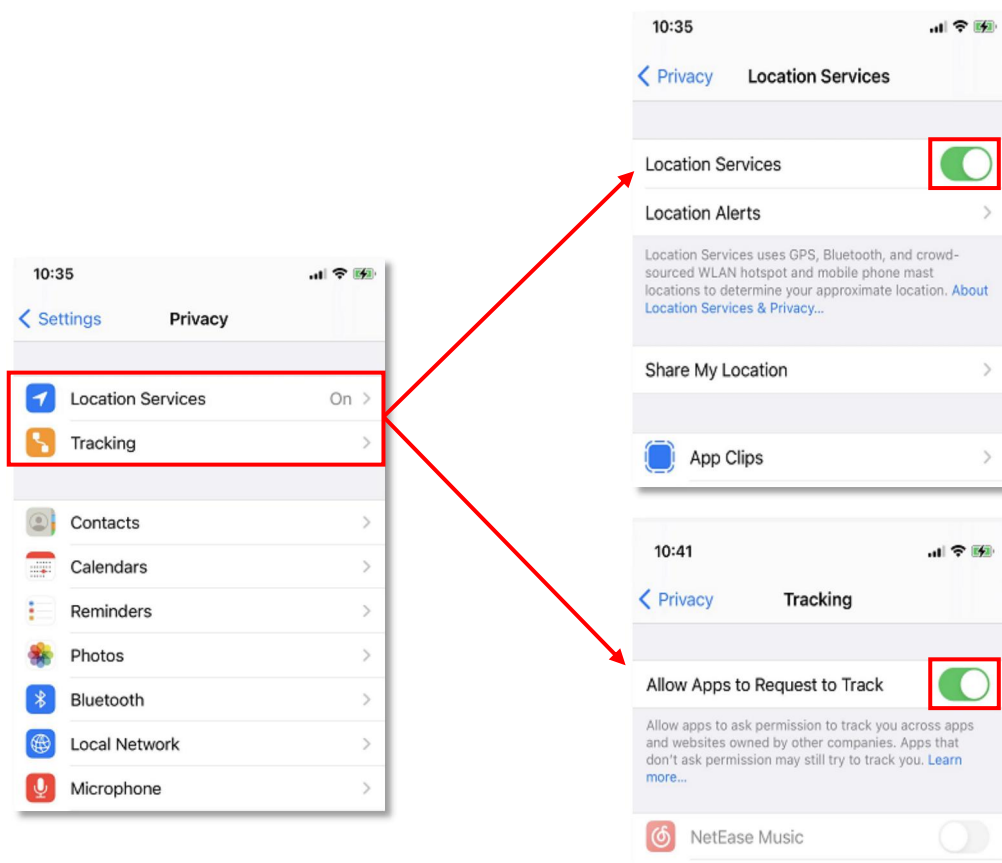 10:35
Settings
Privacy
Location Services
On
Tracking
Contacts
Calendars
Reminders
Photos
Bluetooth
Local Network
Microphone
10:35
Privacy
Location Services
Location Services
Location Alerts
Location Services uses GPS, Bluetooth, and crowd-
sourced WLAN hotspot and mobile phone mast
locations to determine your approximate location. About
Location Services & Privacy...
Share My Location
App Clips
10:41
Privacy
Tracking
Allow Apps to Request to Track
Allow apps to ask permission to track you across apps
and websites owned by other companies. Apps that
don't ask permission may still try to track you. Learn
more...
NetEase Music